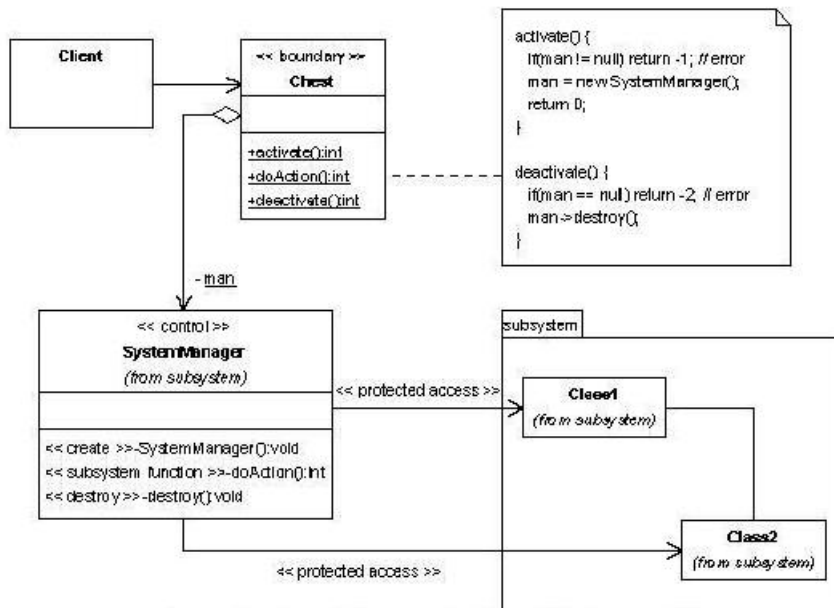 Client
<< boundary >>
Chest
+activate():int
+doAction():int
+deactivate():int
activate() {
if(man != null) return -1; // error
man = new SystemManager();
return 0;
}
deactivate() {
if(man == null) return -2; // error
man->destroy();
}
- man
<< control >>
SystemManager
(from subsystem)
<< create >>-SystemManager():void
<< subsystem function >>-doAction():int
<< destroy >>-destroy():void
subsystem
<< protected access >>
Class1
(from subsystem)
Class2
(from subsystem)
<< protected access >>